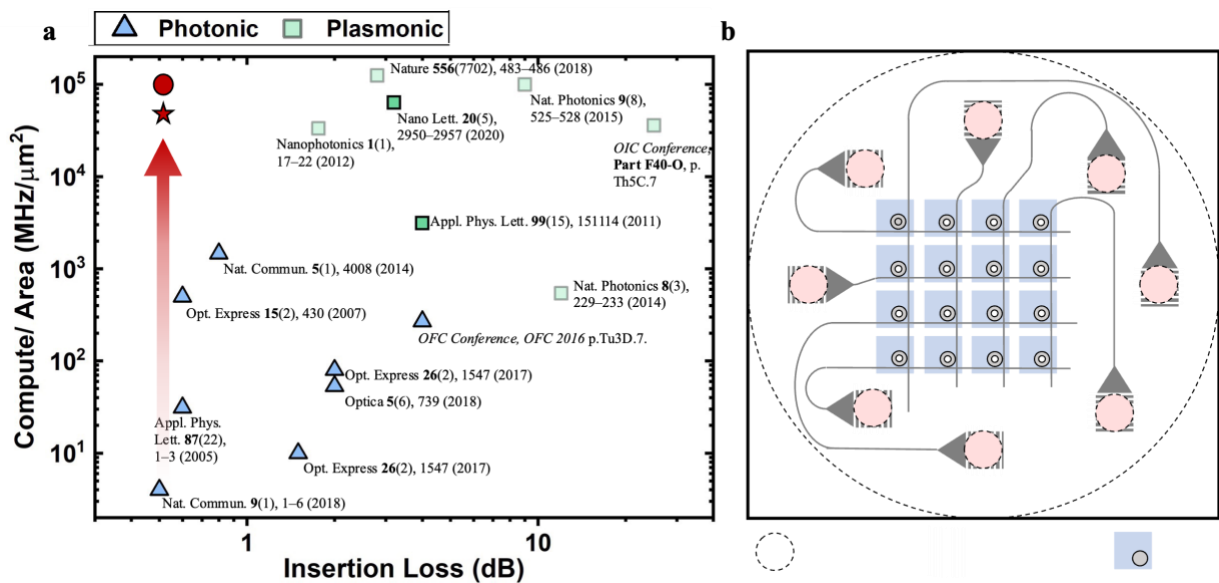 a
Photonic
Plasmonic
b
Compute/ Area (MHz/μm²)
10⁵
10⁴
10³
10²
10¹
Nature 556(7702), 483–486 (2018)
Nano Lett. 20(5),
2950–2957 (2020)
Nat. Photonics 9(8),
525–528 (2015)
Nanophotonics 1(1),
17–22 (2012)
OIC Conference,
Part F40-O, p.
Th5C.7
Appl. Phys. Lett. 99(15), 151114 (2011)
Nat. Commun. 5(1), 4008 (2014)
Opt. Express 15(2), 430 (2007)
Nat. Photonics 8(3),
229–233 (2014)
OFC Conference, OFC 2016 p.Tu3D.7.
Opt. Express 26(2), 1547 (2017)
Optica 5(6), 739 (2018)
Appl. Phys.
Lett. 87(22),
1–3 (2005)
Opt. Express 26(2), 1547 (2017)
Nat. Commun. 9(1), 1–6 (2018)
1
10
Insertion Loss (dB)